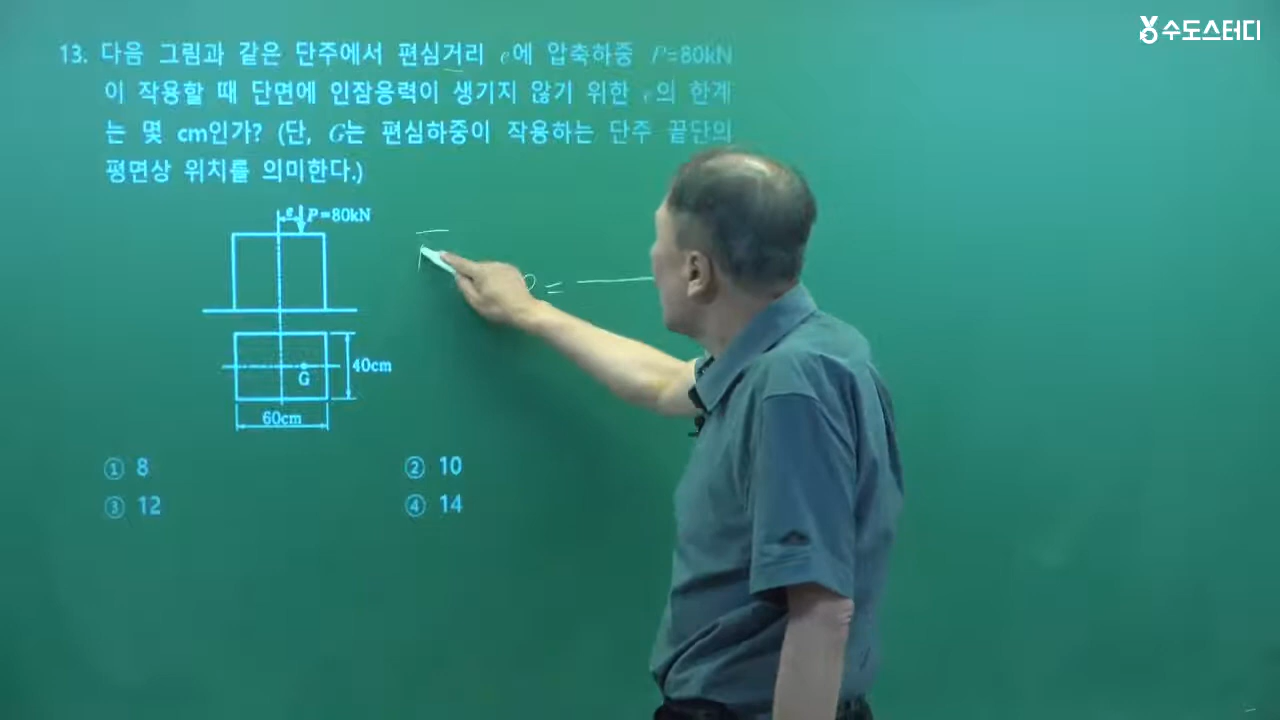 수도스터디
13. 다음 그림과 같은 단주에서 편심거리 e에 압축하중 P=80kN
이 작용할 때 단면에 인장응력이 생기지 않기 위한 e의 한계
는 몇 cm인가? (단, G는 편심하중이 작용하는 단주 끝단의
평면상 위치를 의미한다.)
e P=80kN
40cm
G
60cm
① 8 ② 10
③ 12 ④ 14